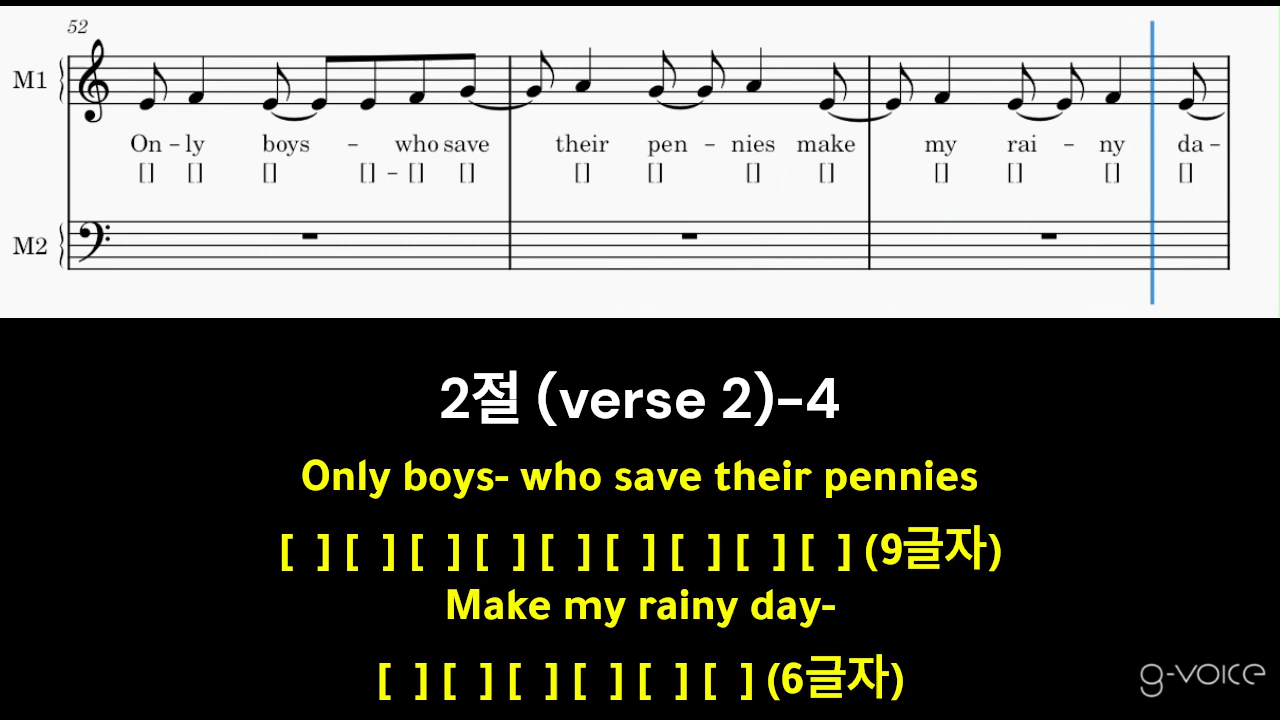 52
M1
On - ly boys - who save their pen - nies make my rai - ny da -
[] [] [] [] - [] [] [] [] [] [] [] [] [] []
M2
2절 (verse 2)-4
Only boys- who save their pennies
[ ] [ ] [ ] [ ] [ ] [ ] [ ] [ ] [ ] (9글자)
Make my rainy day-
[ ] [ ] [ ] [ ] [ ] [ ] (6글자)
g-voice